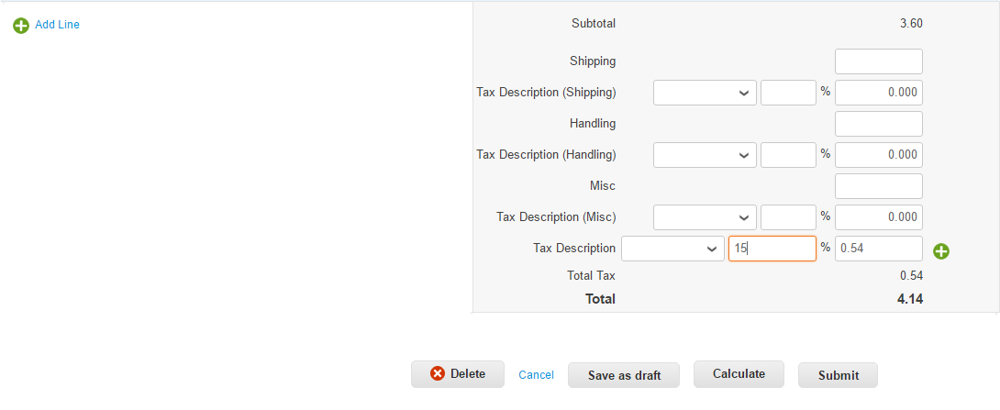 Add Line
Subtotal 3.60
Shipping
Tax Description (Shipping) % 0.000
Handling
Tax Description (Handling) % 0.000
Misc
Tax Description (Misc) % 0.000
Tax Description 15 % 0.54
Total Tax 0.54
Total 4.14
Delete Cancel Save as draft Calculate Submit